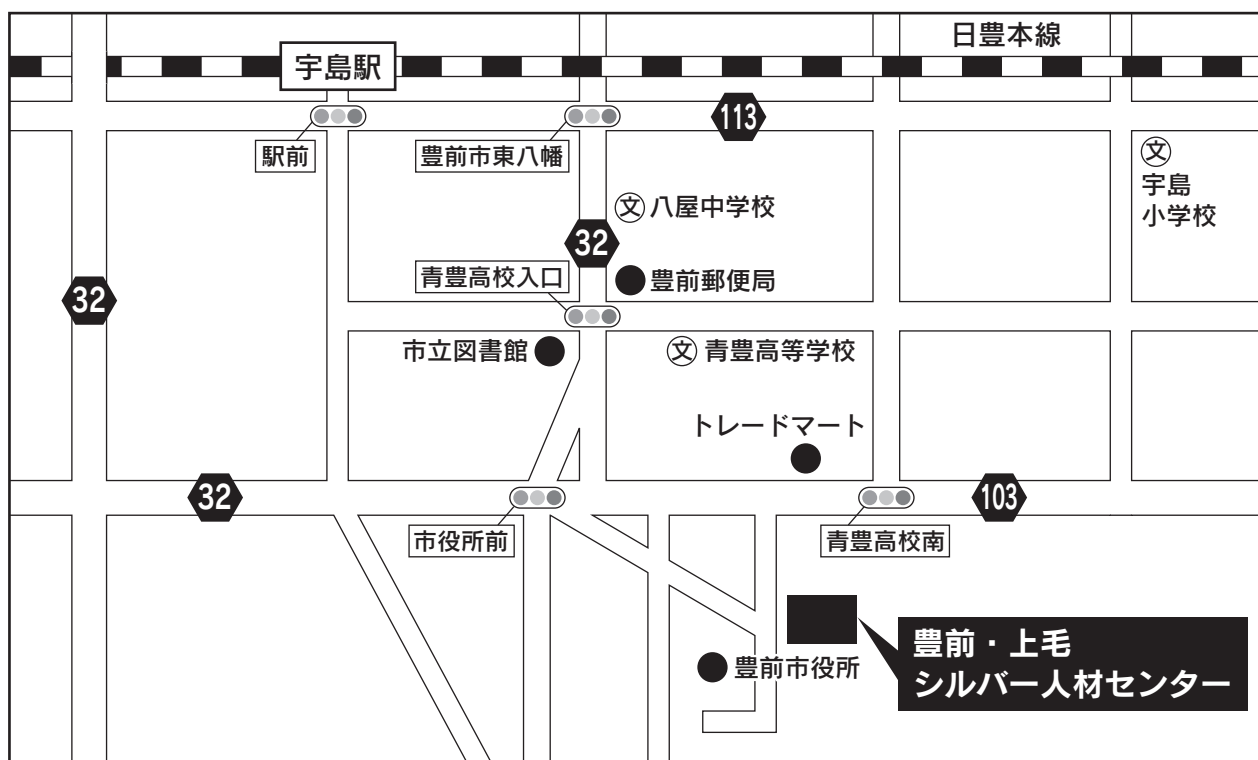 日豊本線
宇島駅
113
駅前
豊前市東八幡
文
宇島
小学校
文 八屋中学校
32
青豊高校入口
豊前郵便局
32
市立図書館
文 青豊高等学校
トレードマート
32
103
市役所前
青豊高校南
豊前・上毛
シルバー人材センター
豊前市役所